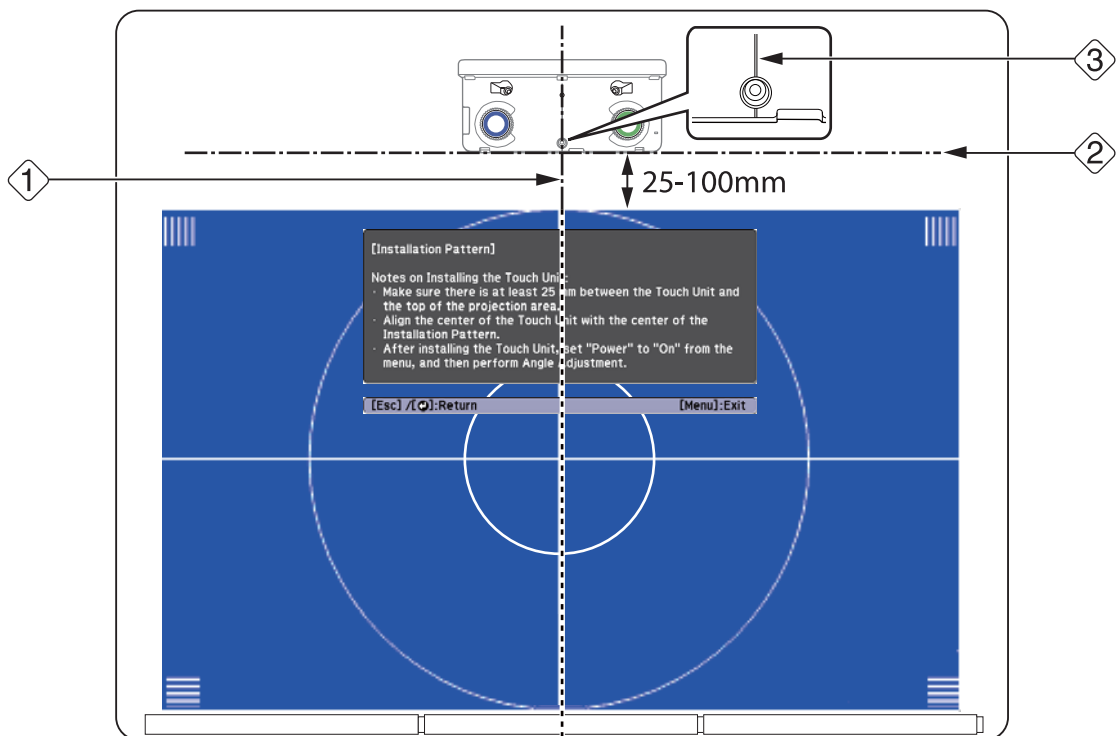 3
2
1
25-100mm
[Installation Pattern]
Notes on Installing the Touch Unit:
· Make sure there is at least 25 mm between the Touch Unit and
the top of the projection area.
· Align the center of the Touch Unit with the center of the
Installation Pattern.
· After installing the Touch Unit, set "Power" to "On" from the
menu, and then perform Angle Adjustment.
[Esc] /[⏎]:Return [Menu]:Exit